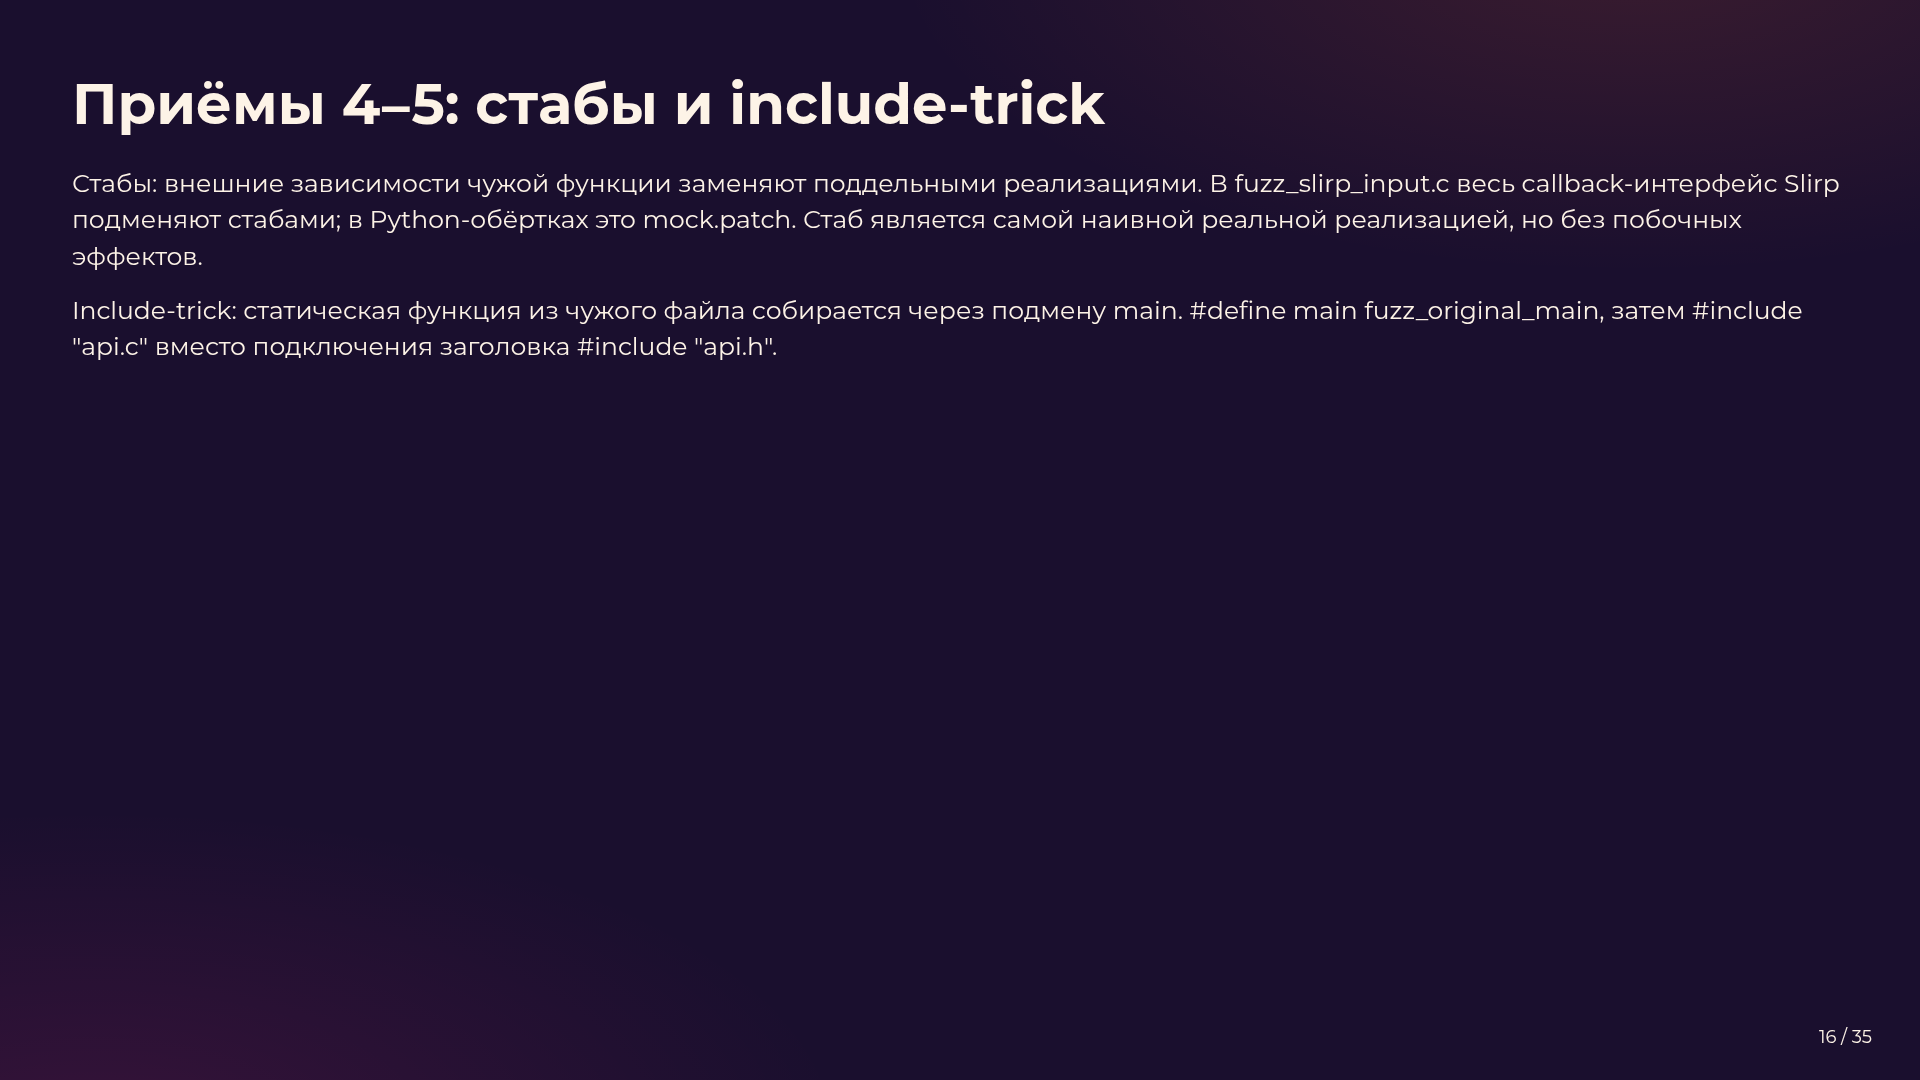 Приёмы 4–5: стабы и include-trick
Стабы: внешние зависимости чужой функции заменяют поддельными реализациями. В fuzz_slirp_input.c весь callback-интерфейс Slirp
подменяют стабами; в Python-обёртках это mock.patch. Стаб является самой наивной реальной реализацией, но без побочных
эффектов.
Include-trick: статическая функция из чужого файла собирается через подмену main. #define main fuzz_original_main, затем #include
"api.c" вместо подключения заголовка #include "api.h".
16 / 35